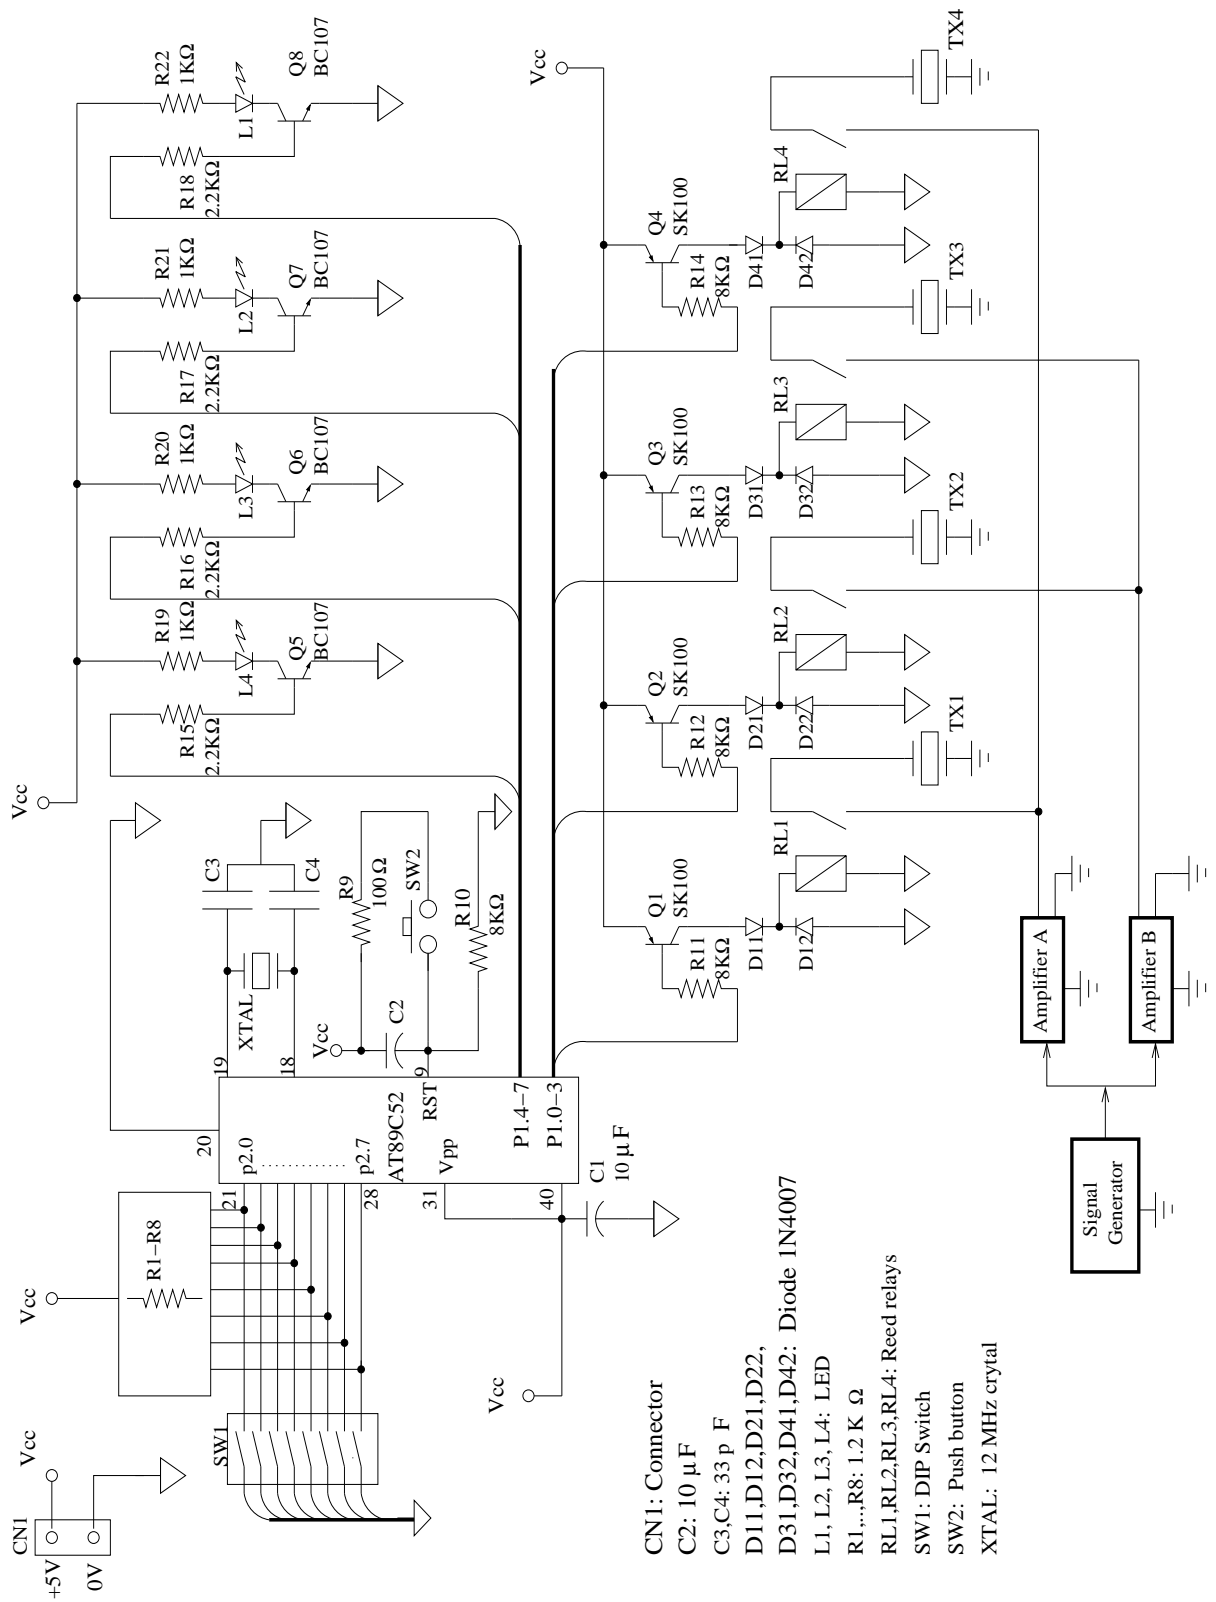 CN1
+5V
0V
Vcc
SW1
Vcc
R1−R8
21
28
p2.0
p2.7
20
AT89C52
31
Vpp
40
RST
9
P1.4−7
P1.0−3
19
18
XTAL
C3
C4
Vcc
C2
R9
100 Ω
SW2
R10
8KΩ
Vcc
C1
10 µ F
Vcc
R15
2.2KΩ
R19
1KΩ
L4
Q5
BC107
R16
2.2KΩ
R20
1KΩ
L3
Q6
BC107
R17
2.2KΩ
R21
1KΩ
L2
Q7
BC107
R18
2.2KΩ
R22
1KΩ
L1
Q8
BC107
Vcc
Q1
SK100
R11
8KΩ
D11
D12
RL1
TX1
Q2
SK100
R12
8KΩ
D21
D22
RL2
TX2
Q3
SK100
R13
8KΩ
D31
D32
RL3
TX3
Q4
SK100
R14
8KΩ
D41
D42
RL4
TX4
Signal
Generator
Amplifier A
Amplifier B
CN1: Connector
C2: 10 µ F
C3,C4: 33 p F
D11,D12,D21,D22,
D31,D32,D41,D42: Diode 1N4007
L1, L2, L3, L4: LED
R1,..,R8: 1.2 K Ω
RL1,RL2,RL3,RL4: Reed relays
SW1: DIP Switch
SW2: Push button
XTAL: 12 MHz crytal